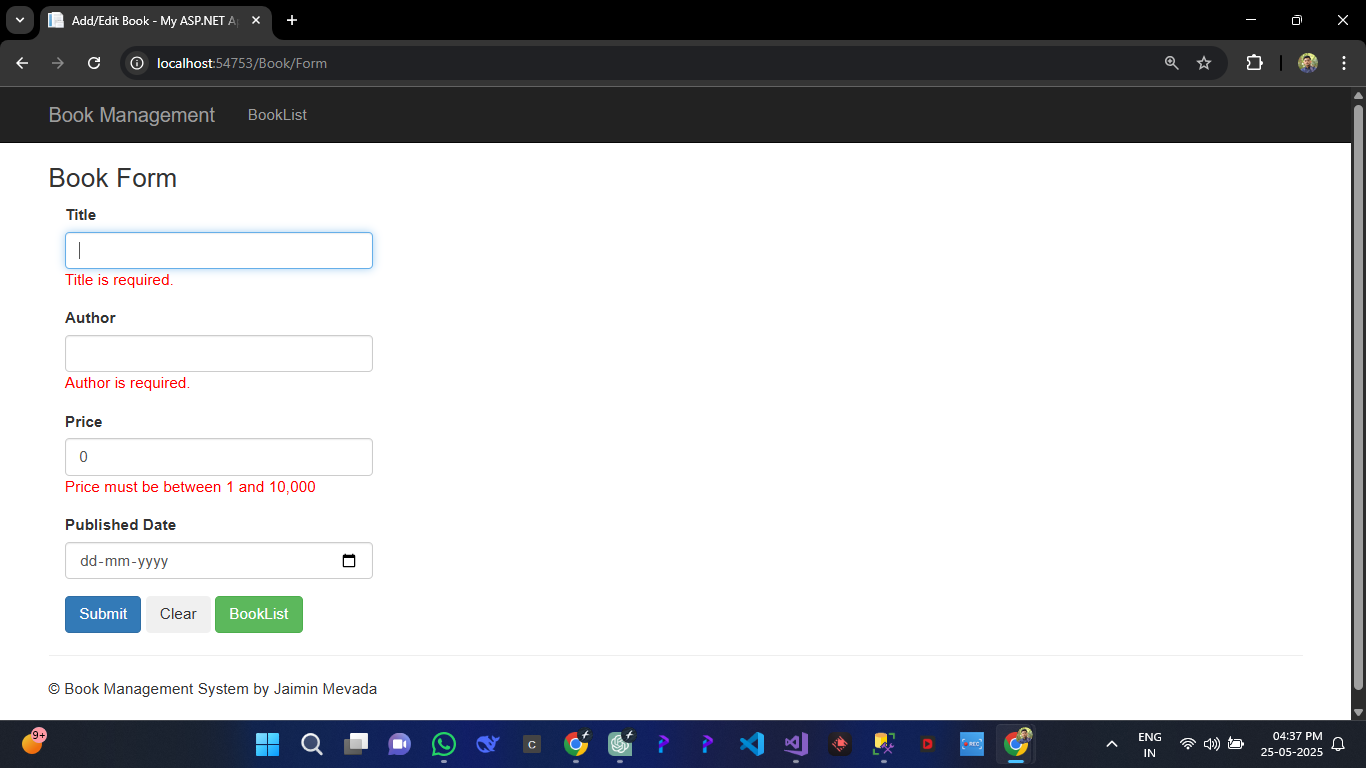 Add/Edit Book - My ASP.NET Ap
localhost:54753/Book/Form
Book Management
BookList
Book Form
Title
Title is required.
Author
Author is required.
Price
0
Price must be between 1 and 10,000
Published Date
dd-mm-yyyy
Submit
Clear
BookList
© Book Management System by Jaimin Mevada
9+
C
REC
D
ENG
IN
04:37 PM
25-05-2025